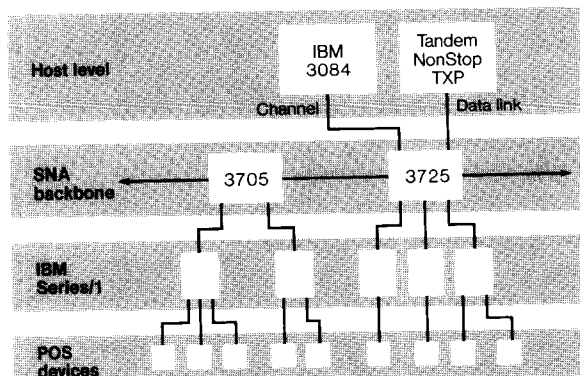 IBM
3084
Tandem
NonStop
TXP
Host level
Channel
Data link
SNA
backbone
3705
3725
IBM
Series/1
POS
devices